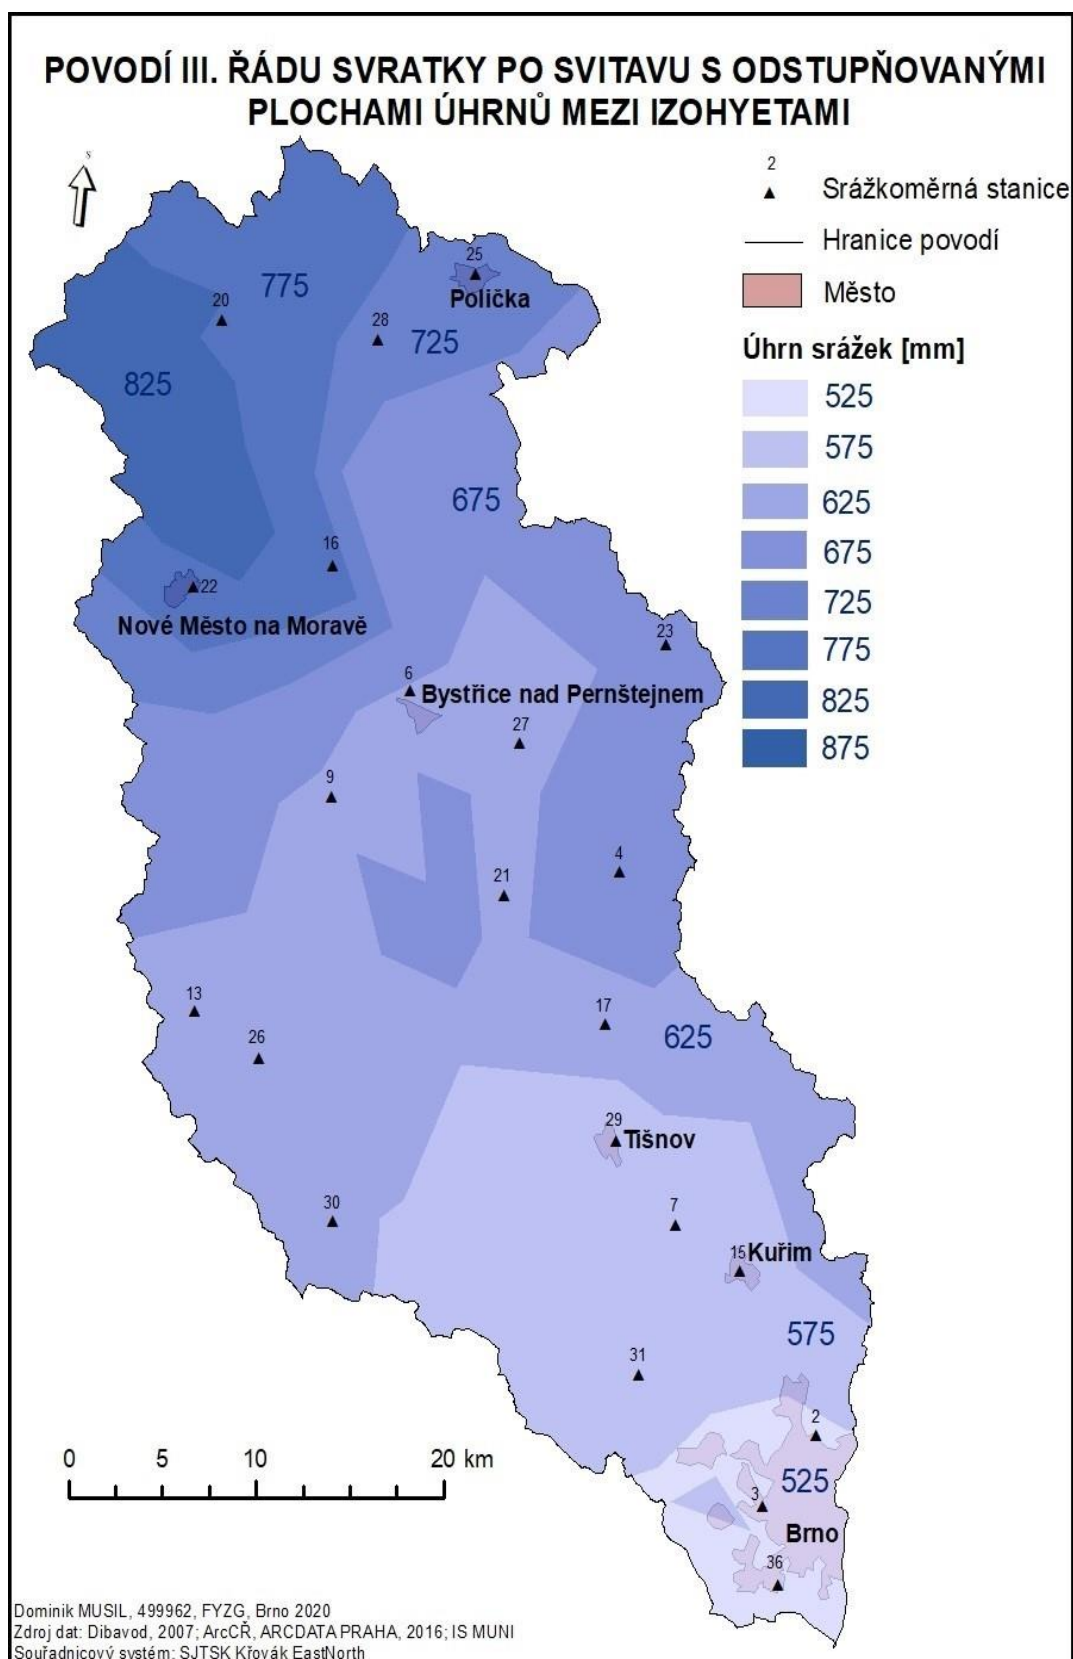 POVODÍ III. ŘÁDU SVRATKY PO SVITAVU S ODSTUPŇOVANÝMI
PLOCHAMI ÚHRNŮ MEZI IZOHYETAMI
S
2
Srážkoměrná stanice
Hranice povodí
Město
Úhrn srážek [mm]
525
575
625
675
725
775
825
875
25
Polička
775
20
28
725
825
675
16
22
Nové Město na Moravě
23
6
Bystřice nad Pernštejnem
27
9
4
21
13
17
26
625
29
Tišnov
30
7
15
Kuřim
575
31
2
525
3
Brno
36
0 5 10 20 km
Dominik MUSIL, 499962, FYZG, Brno 2020
Zdroj dat: Dibavod, 2007; ArcČR, ARCDATA PRAHA, 2016; IS MUNI
Souřadnicový systém: SJTSK Křovák EastNorth